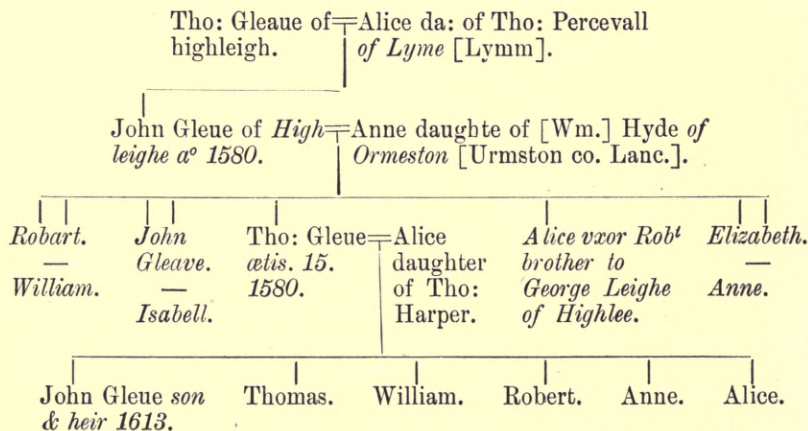 Tho: Gleaue of Alice da: of Tho: Percevall
highleigh. of Lyme [Lymm].
John Gleue of High Anne daughte of [Wm.] Hyde of
leighe aº 1580. Ormeston [Urmston co. Lanc.].
Robart. John Tho: Gleue Alice Alice vxor Robᵗ Elizabeth.
— Gleave. ætis. 15. daughter brother to —
William. — 1580. of Tho: George Leighe Anne.
Isabell. Harper. of Highlee.
John Gleue son Thomas. William. Robert. Anne. Alice.
& heir 1613.